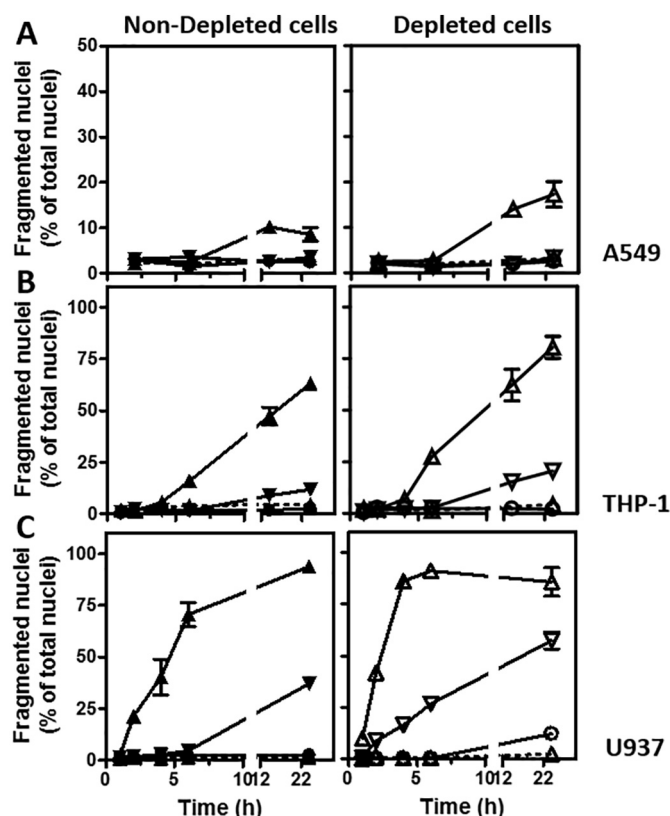 A
Non-Depleted cells
Depleted cells
Fragmented nuclei
(% of total nuclei)
50
40
30
20
10
0
A549
B
Fragmented nuclei
(% of total nuclei)
100
75
50
25
0
THP-1
C
Fragmented nuclei
(% of total nuclei)
100
75
50
25
0
U937
0 5 10 12 22
0 5 10 12 22
Time (h)
Time (h)